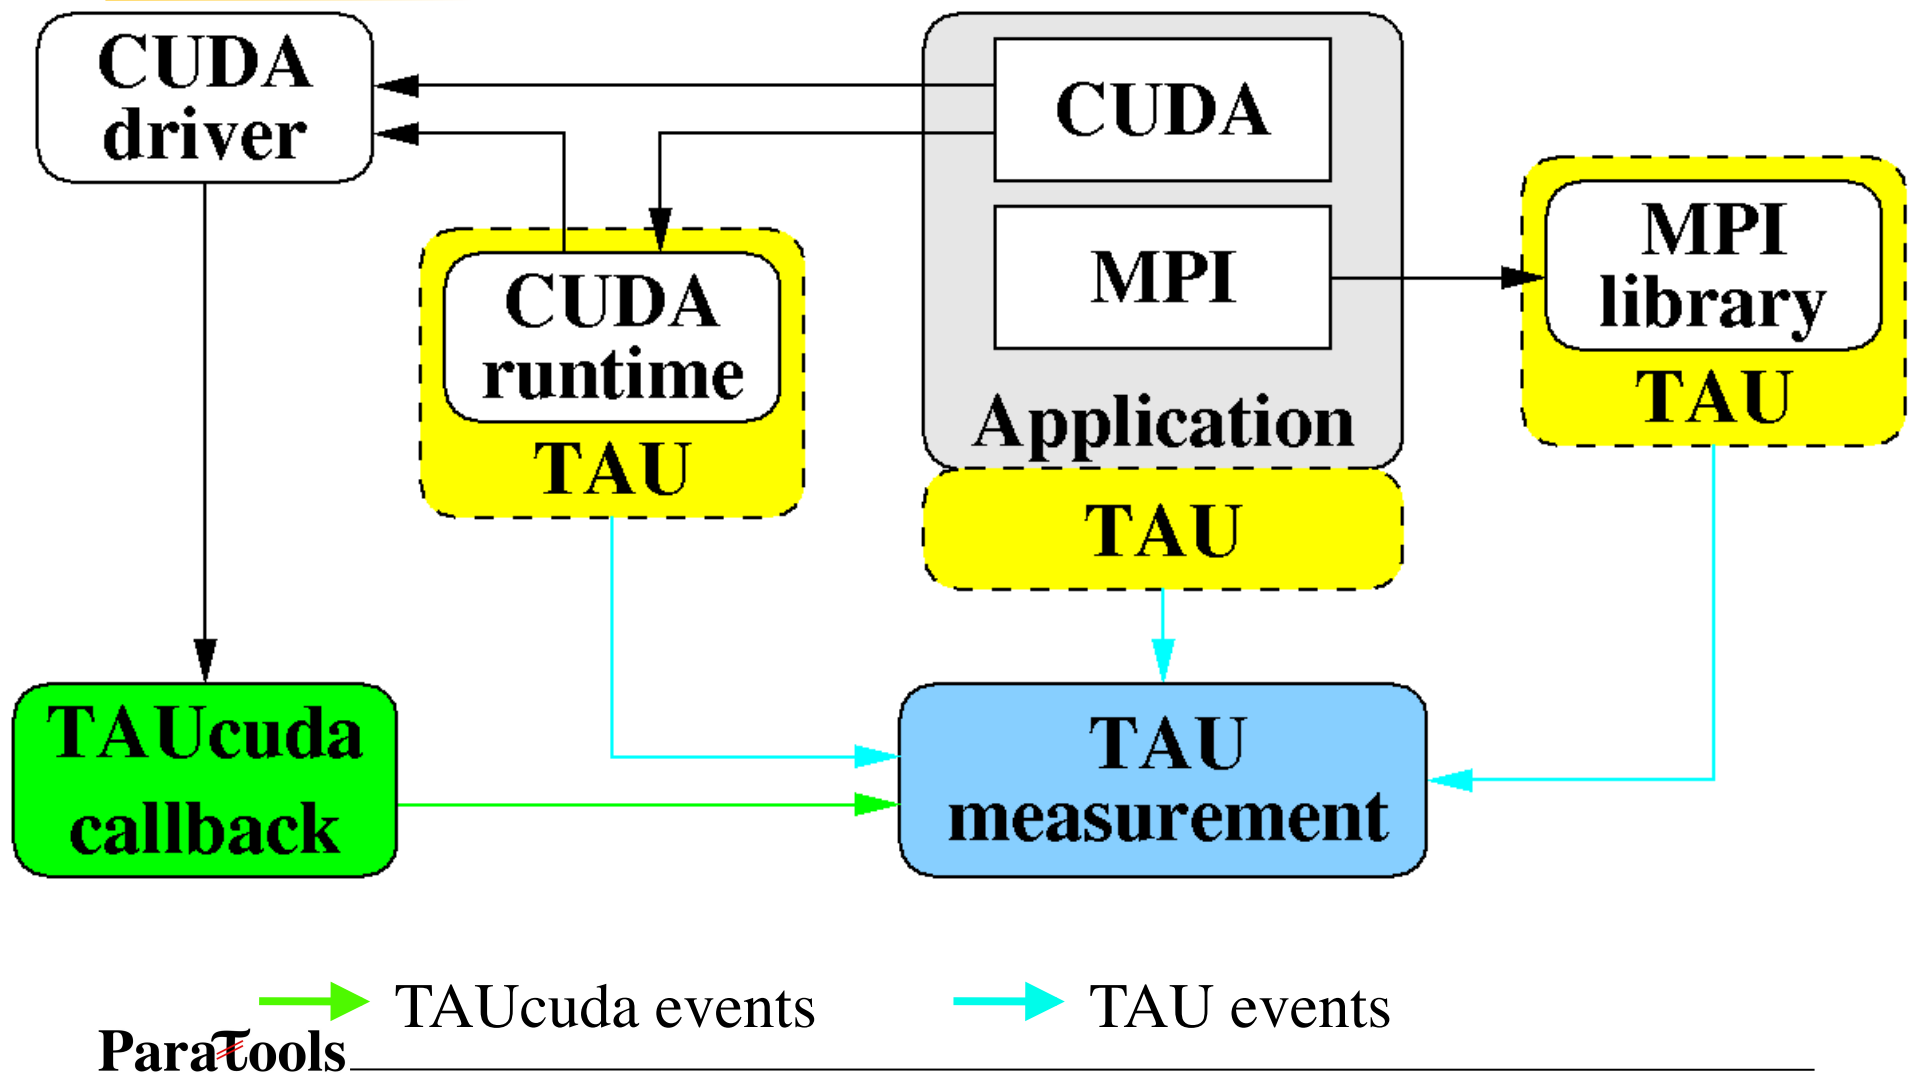 CUDA
driver
CUDA
MPI
Application
TAU
CUDA
runtime
TAU
MPI
library
TAU
TAUcuda
callback
TAU
measurement
TAUcuda events
TAU events
ParaTools